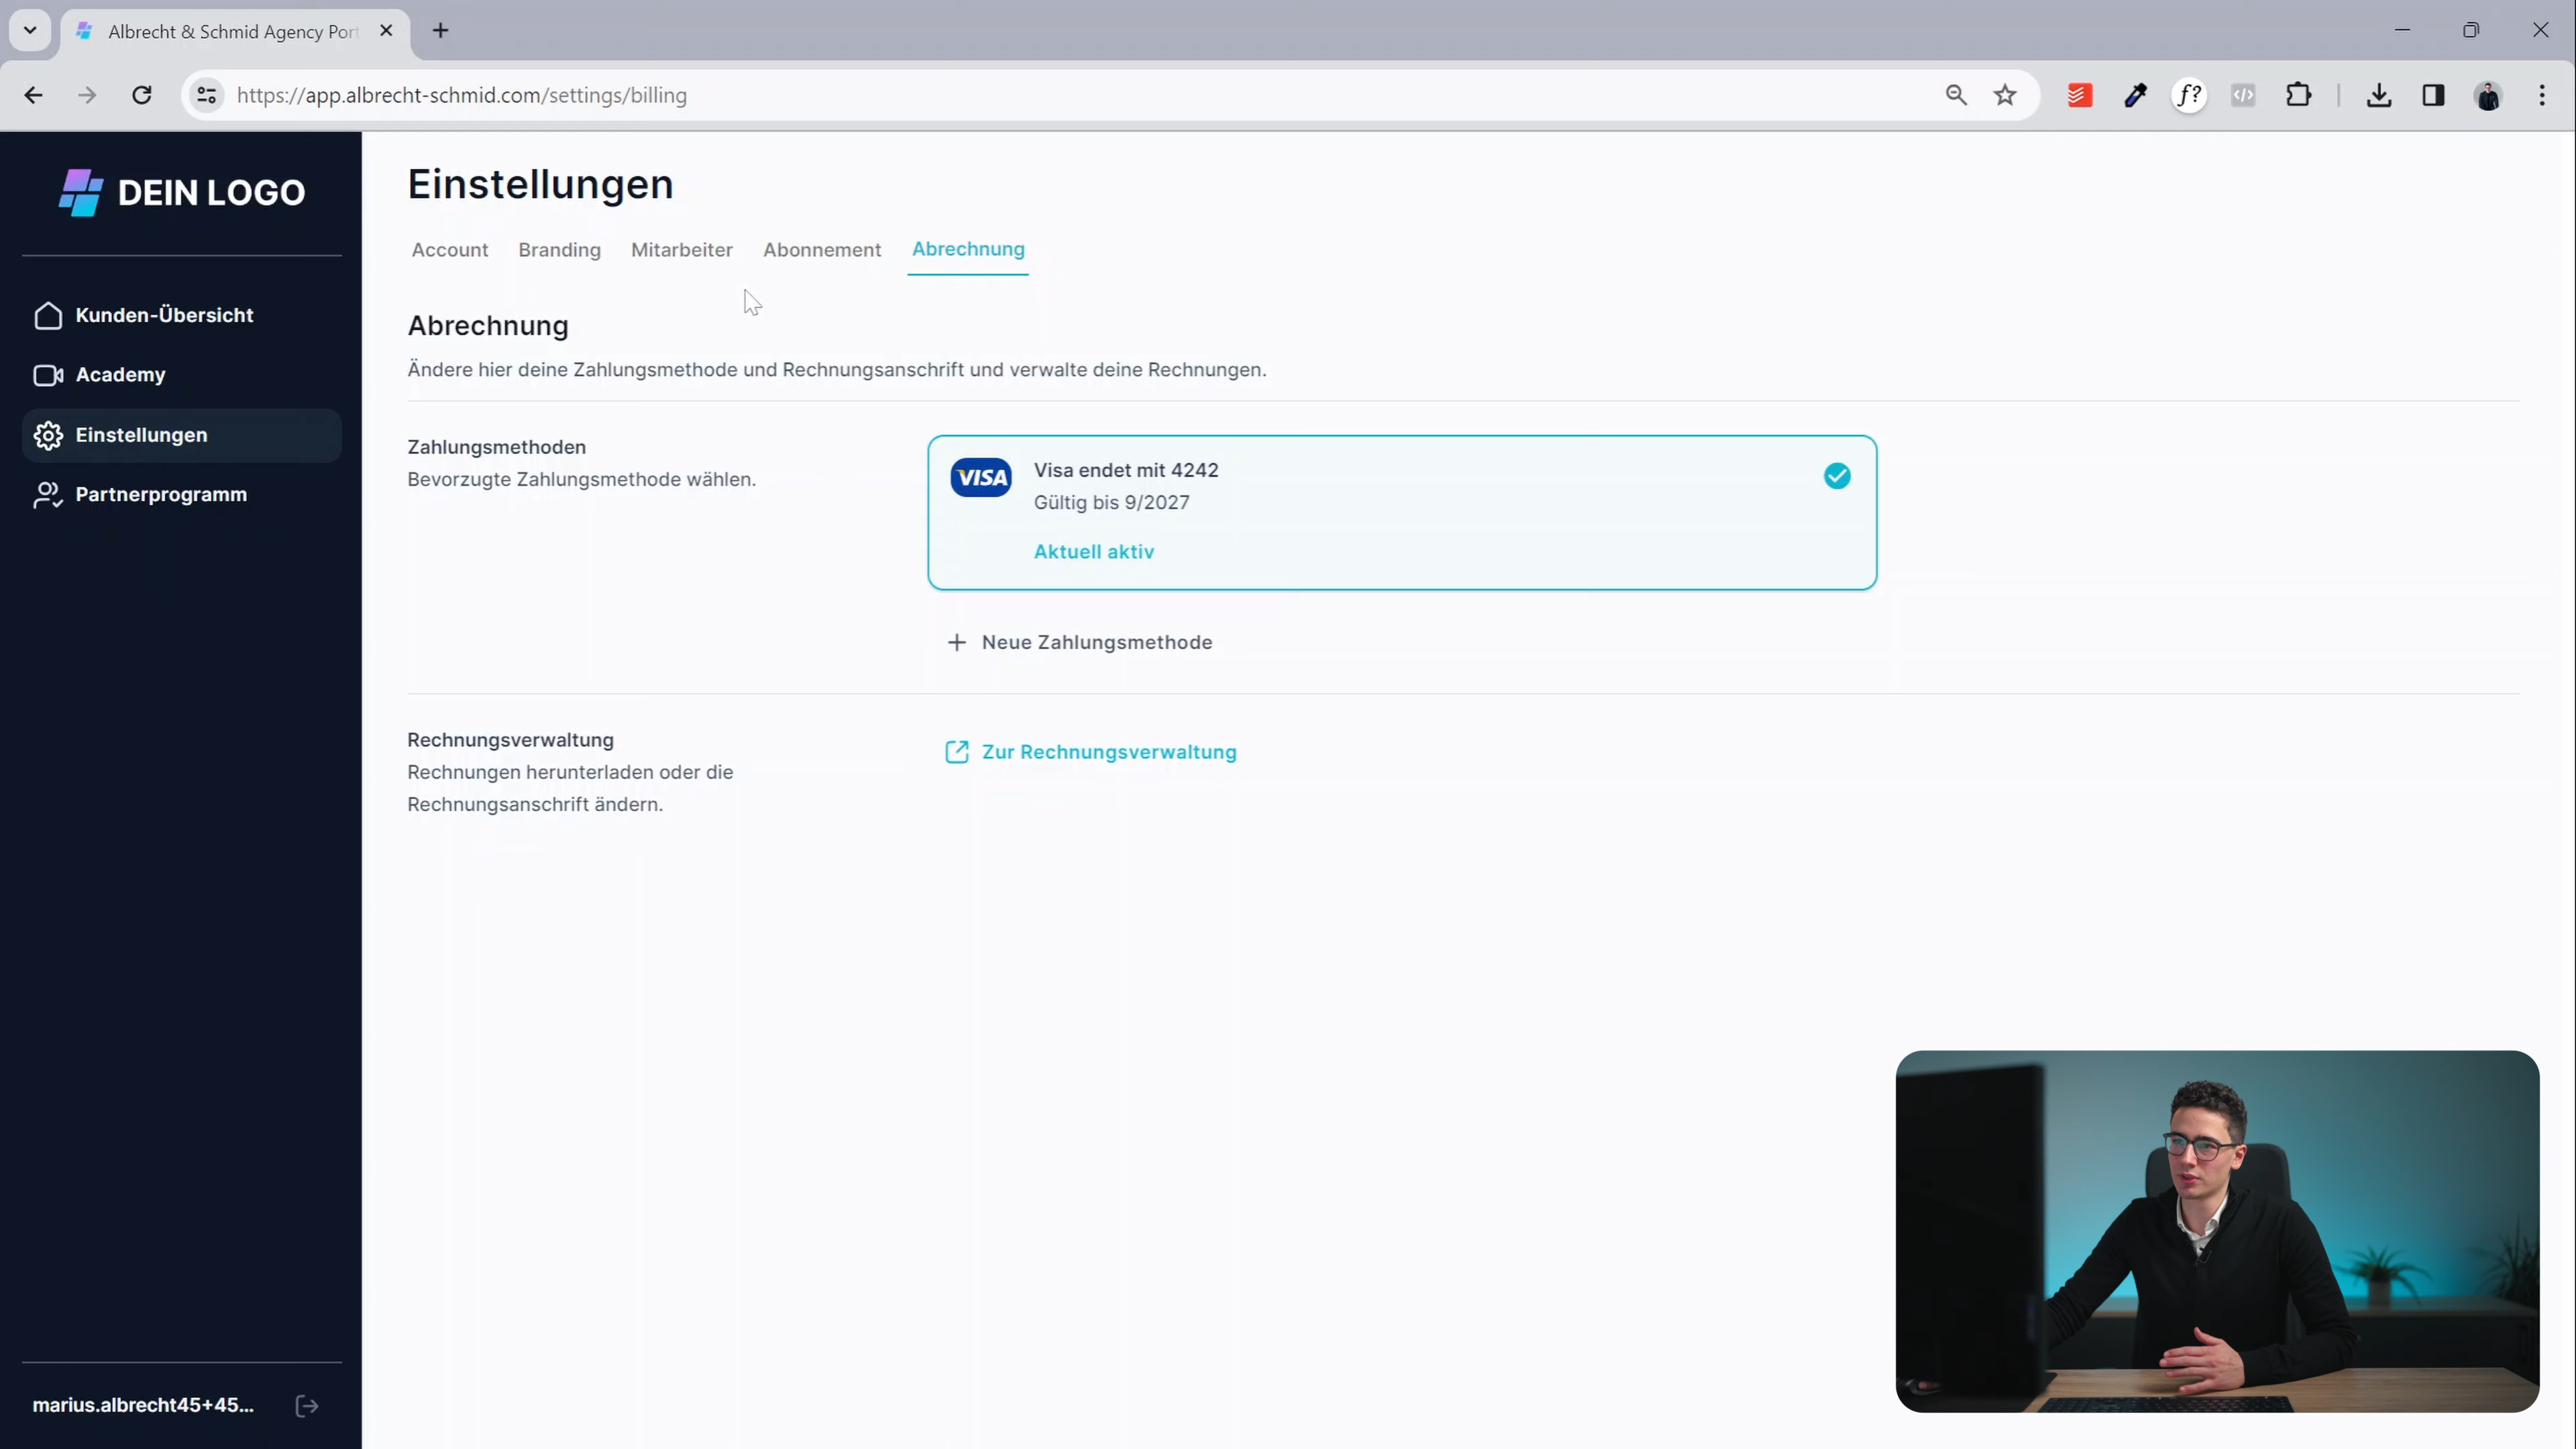 Albrecht & Schmid Agency Port
https://app.albrecht-schmid.com/settings/billing
f?
DEIN LOGO
Kunden-Übersicht
Academy
Einstellungen
Partnerprogramm
marius.albrecht45+45...
Einstellungen
Account Branding Mitarbeiter Abonnement Abrechnung
Abrechnung
Ändere hier deine Zahlungsmethode und Rechnungsanschrift und verwalte deine Rechnungen.
Zahlungsmethoden
Bevorzugte Zahlungsmethode wählen.
VISA
Visa endet mit 4242
Gültig bis 9/2027
Aktuell aktiv
Neue Zahlungsmethode
Rechnungsverwaltung
Rechnungen herunterladen oder die
Rechnungsanschrift ändern.
Zur Rechnungsverwaltung